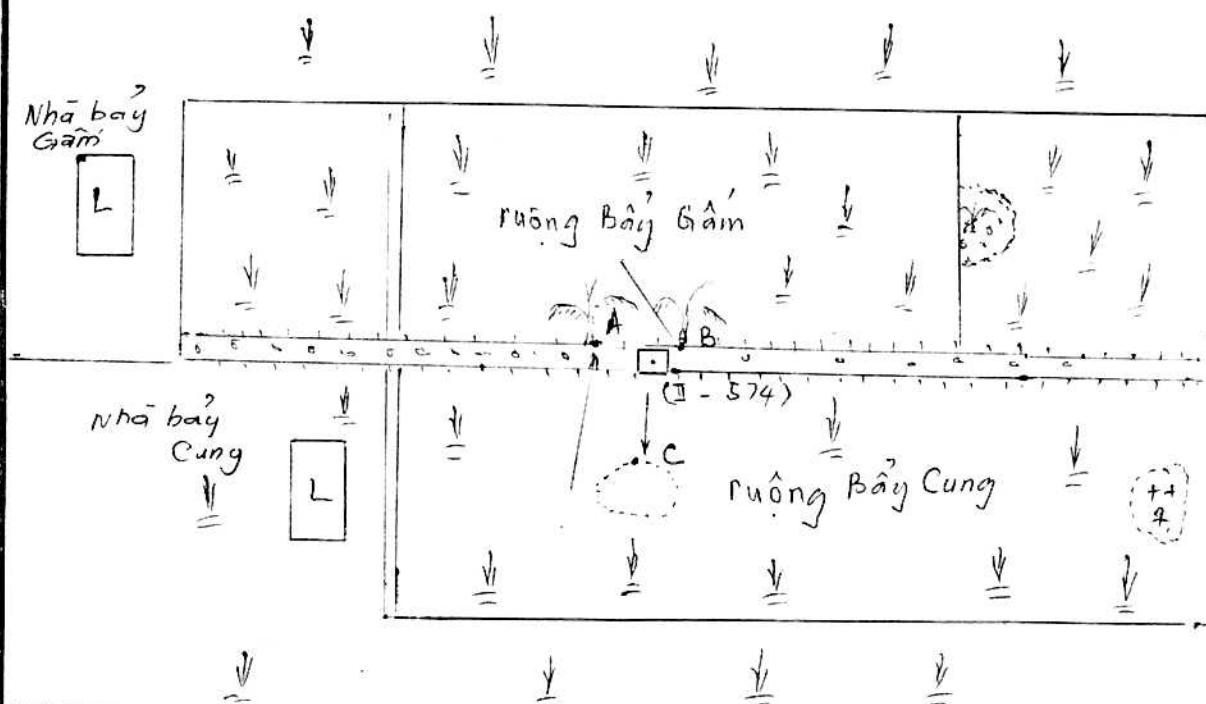 Nhà bảy
Gấm
L
ruộng Bảy Gấm
A
B
(II - 574)
Nhà bảy
Cung
L
C
ruộng Bảy Cung